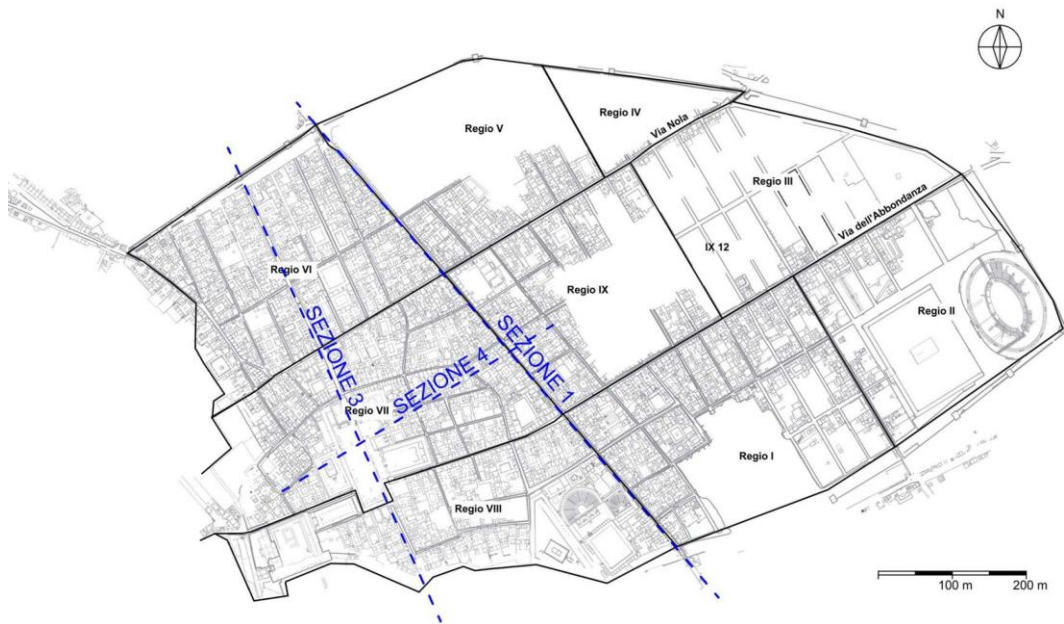 N
Regio IV
Regio V
Via Nola
Regio III
Via dell'Abbondanza
IX 12
Regio VI
Regio IX
Regio II
SEZIONE 3
SEZIONE 4
SEZIONE 1
Regio VII
Regio I
Regio VIII
100 m
200 m